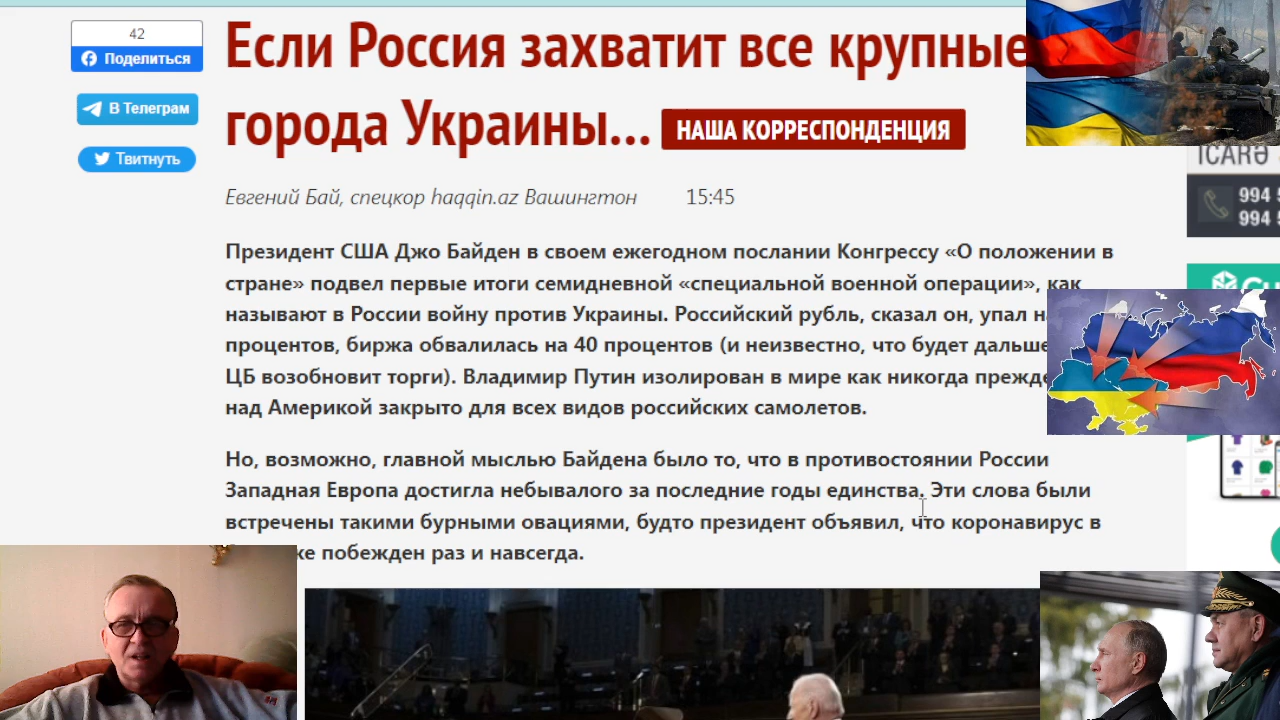 42
Поделиться
В Телеграм
Твитнуть
Если Россия захватит все крупные
города Украины... НАША КОРРЕСПОНДЕНЦИЯ
Евгений Бай, спецкор haqqin.az Вашингтон 15:45
Президент США Джо Байден в своем ежегодном послании Конгрессу «О положении в
стране» подвел первые итоги семидневной «специальной военной операции», как
называют в России войну против Украины. Российский рубль, сказал он, упал
процентов, биржа обвалилась на 40 процентов (и неизвестно, что будет дальше
ЦБ возобновит торги). Владимир Путин изолирован в мире как никогда прежде
над Америкой закрыто для всех видов российских самолетов.
Но, возможно, главной мыслью Байдена было то, что в противостоянии России
Западная Европа достигла небывалого за последние годы единства. Эти слова были
встречены такими бурными овациями, будто президент объявил, что коронавирус в
побежден раз и навсегда.
İCARƏ
994
994